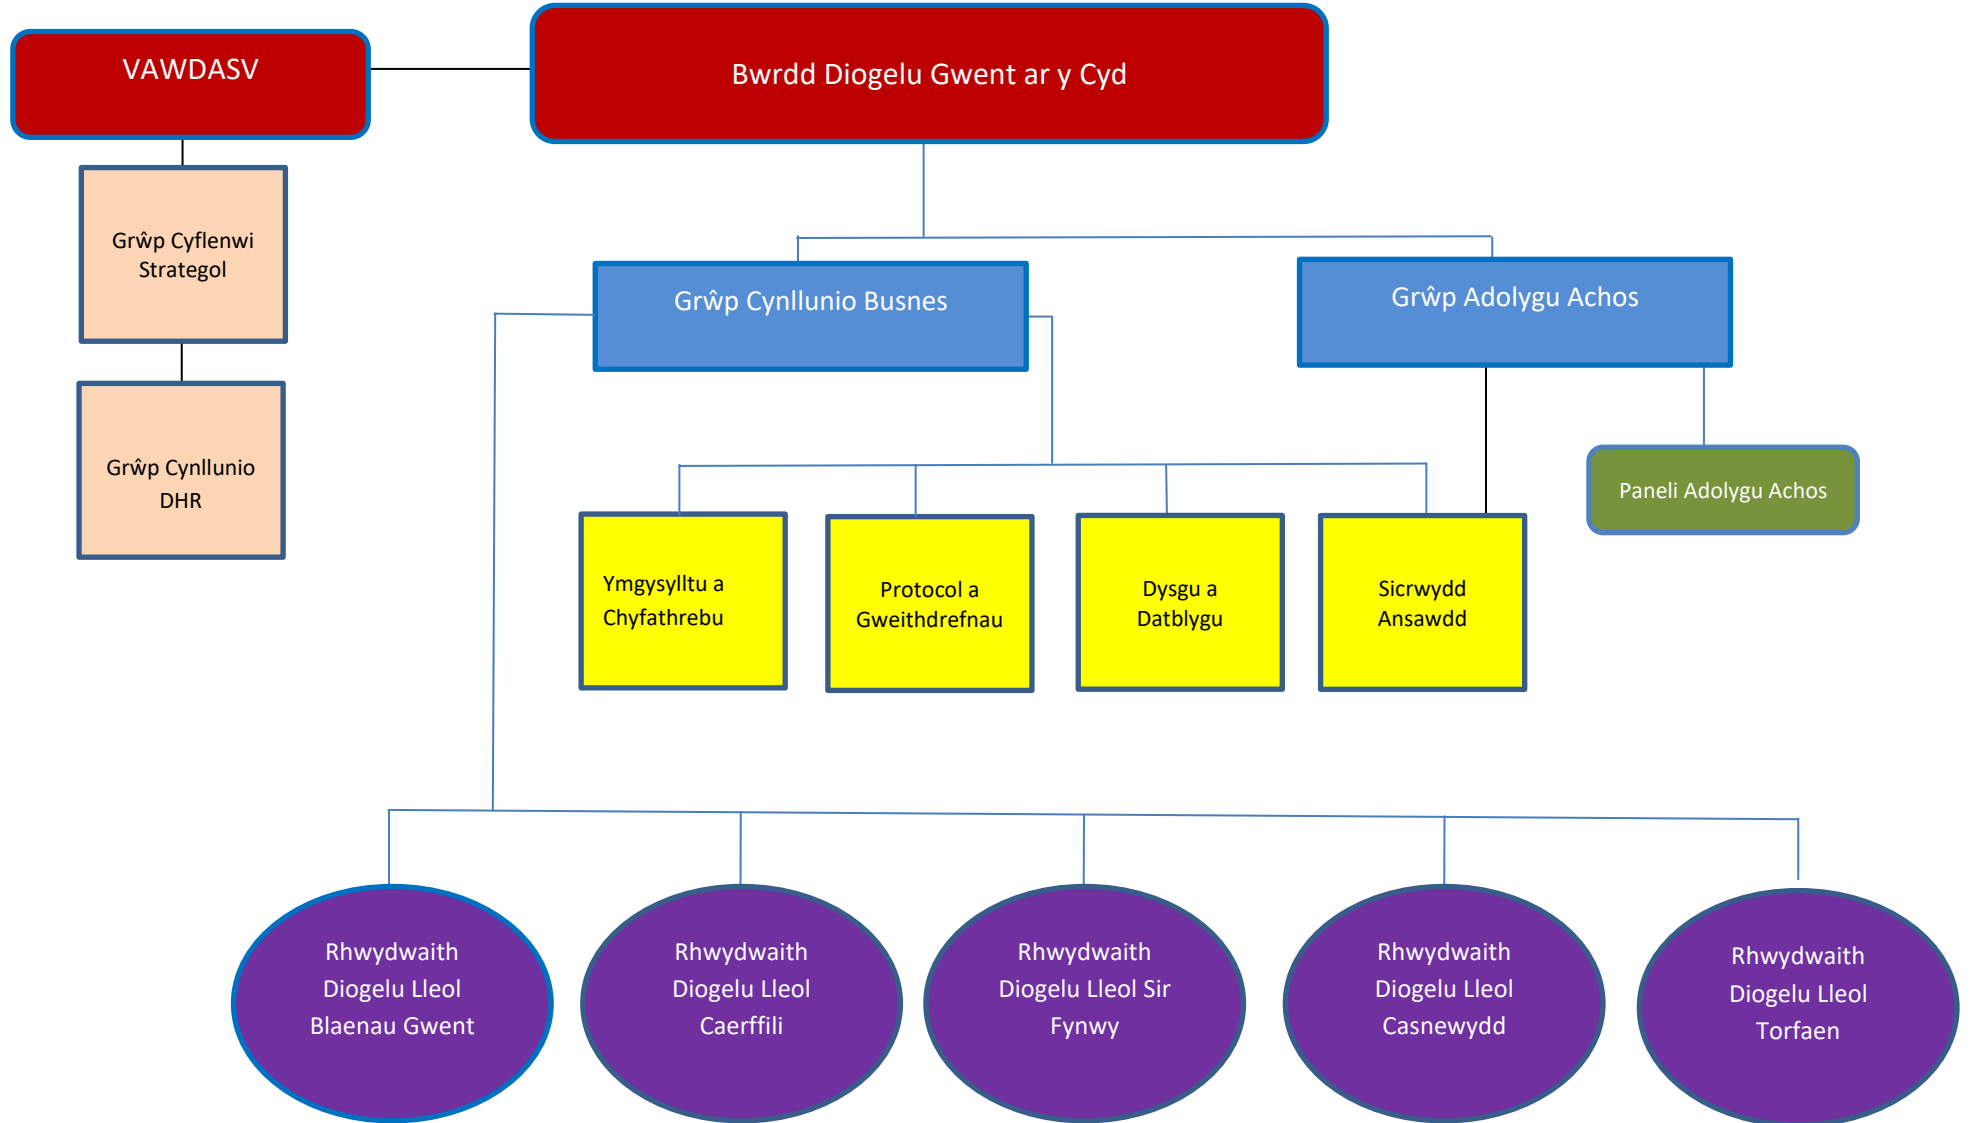 VAWDASV
Bwrdd Diogelu Gwent ar y Cyd
Grŵp Cyflenwi
Strategol
Grŵp Cynllunio Busnes
Grŵp Adolygu Achos
Grŵp Cynllunio
DHR
Paneli Adolygu Achos
Ymgysylltu a
Chyfathrebu
Protocol a
Gweithdrefnau
Dysgu a
Datblygu
Sicrwydd
Ansawdd
Rhwydwaith
Diogelu Lleol
Blaenau Gwent
Rhwydwaith
Diogelu Lleol
Caerffili
Rhwydwaith
Diogelu Lleol Sir
Fynwy
Rhwydwaith
Diogelu Lleol
Casnewydd
Rhwydwaith
Diogelu Lleol
Torfaen